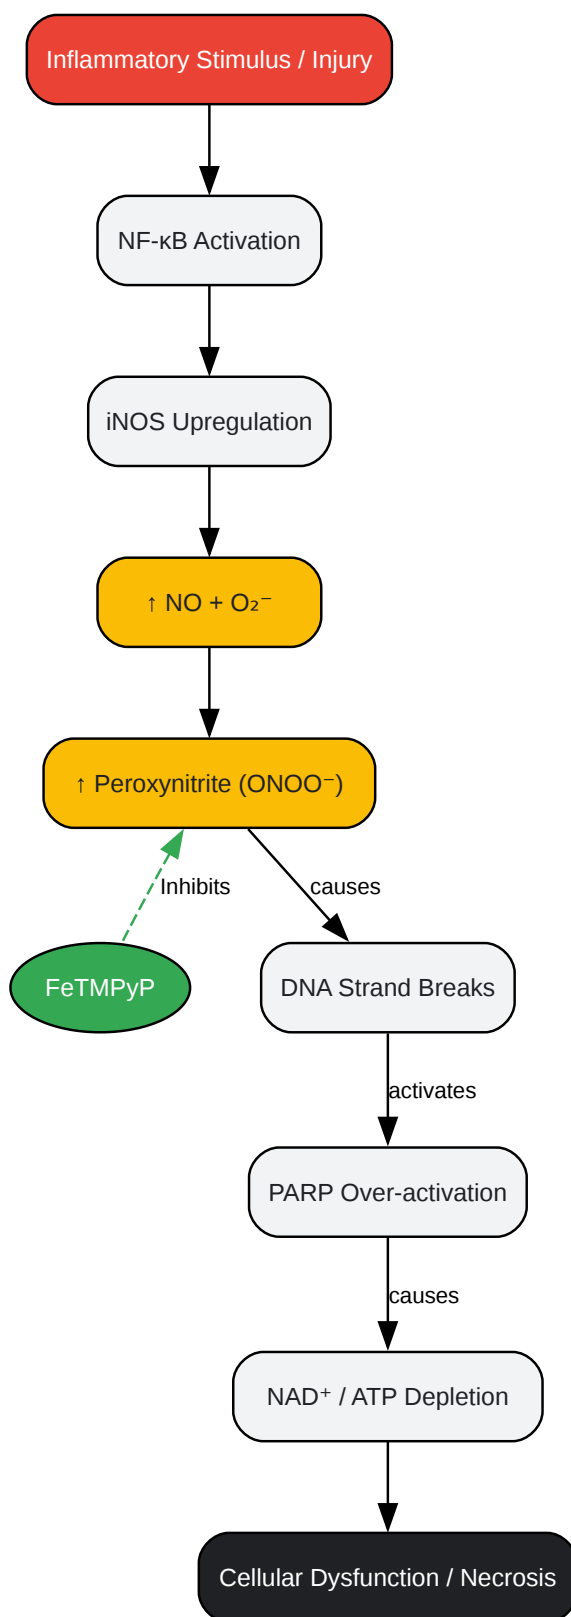 Inflammatory Stimulus / Injury
NF-κB Activation
iNOS Upregulation
↑ NO + O₂⁻
↑ Peroxynitrite (ONOO⁻)
Inhibits
causes
FeTMPyP
DNA Strand Breaks
activates
PARP Over-activation
causes
NAD⁺ / ATP Depletion
Cellular Dysfunction / Necrosis